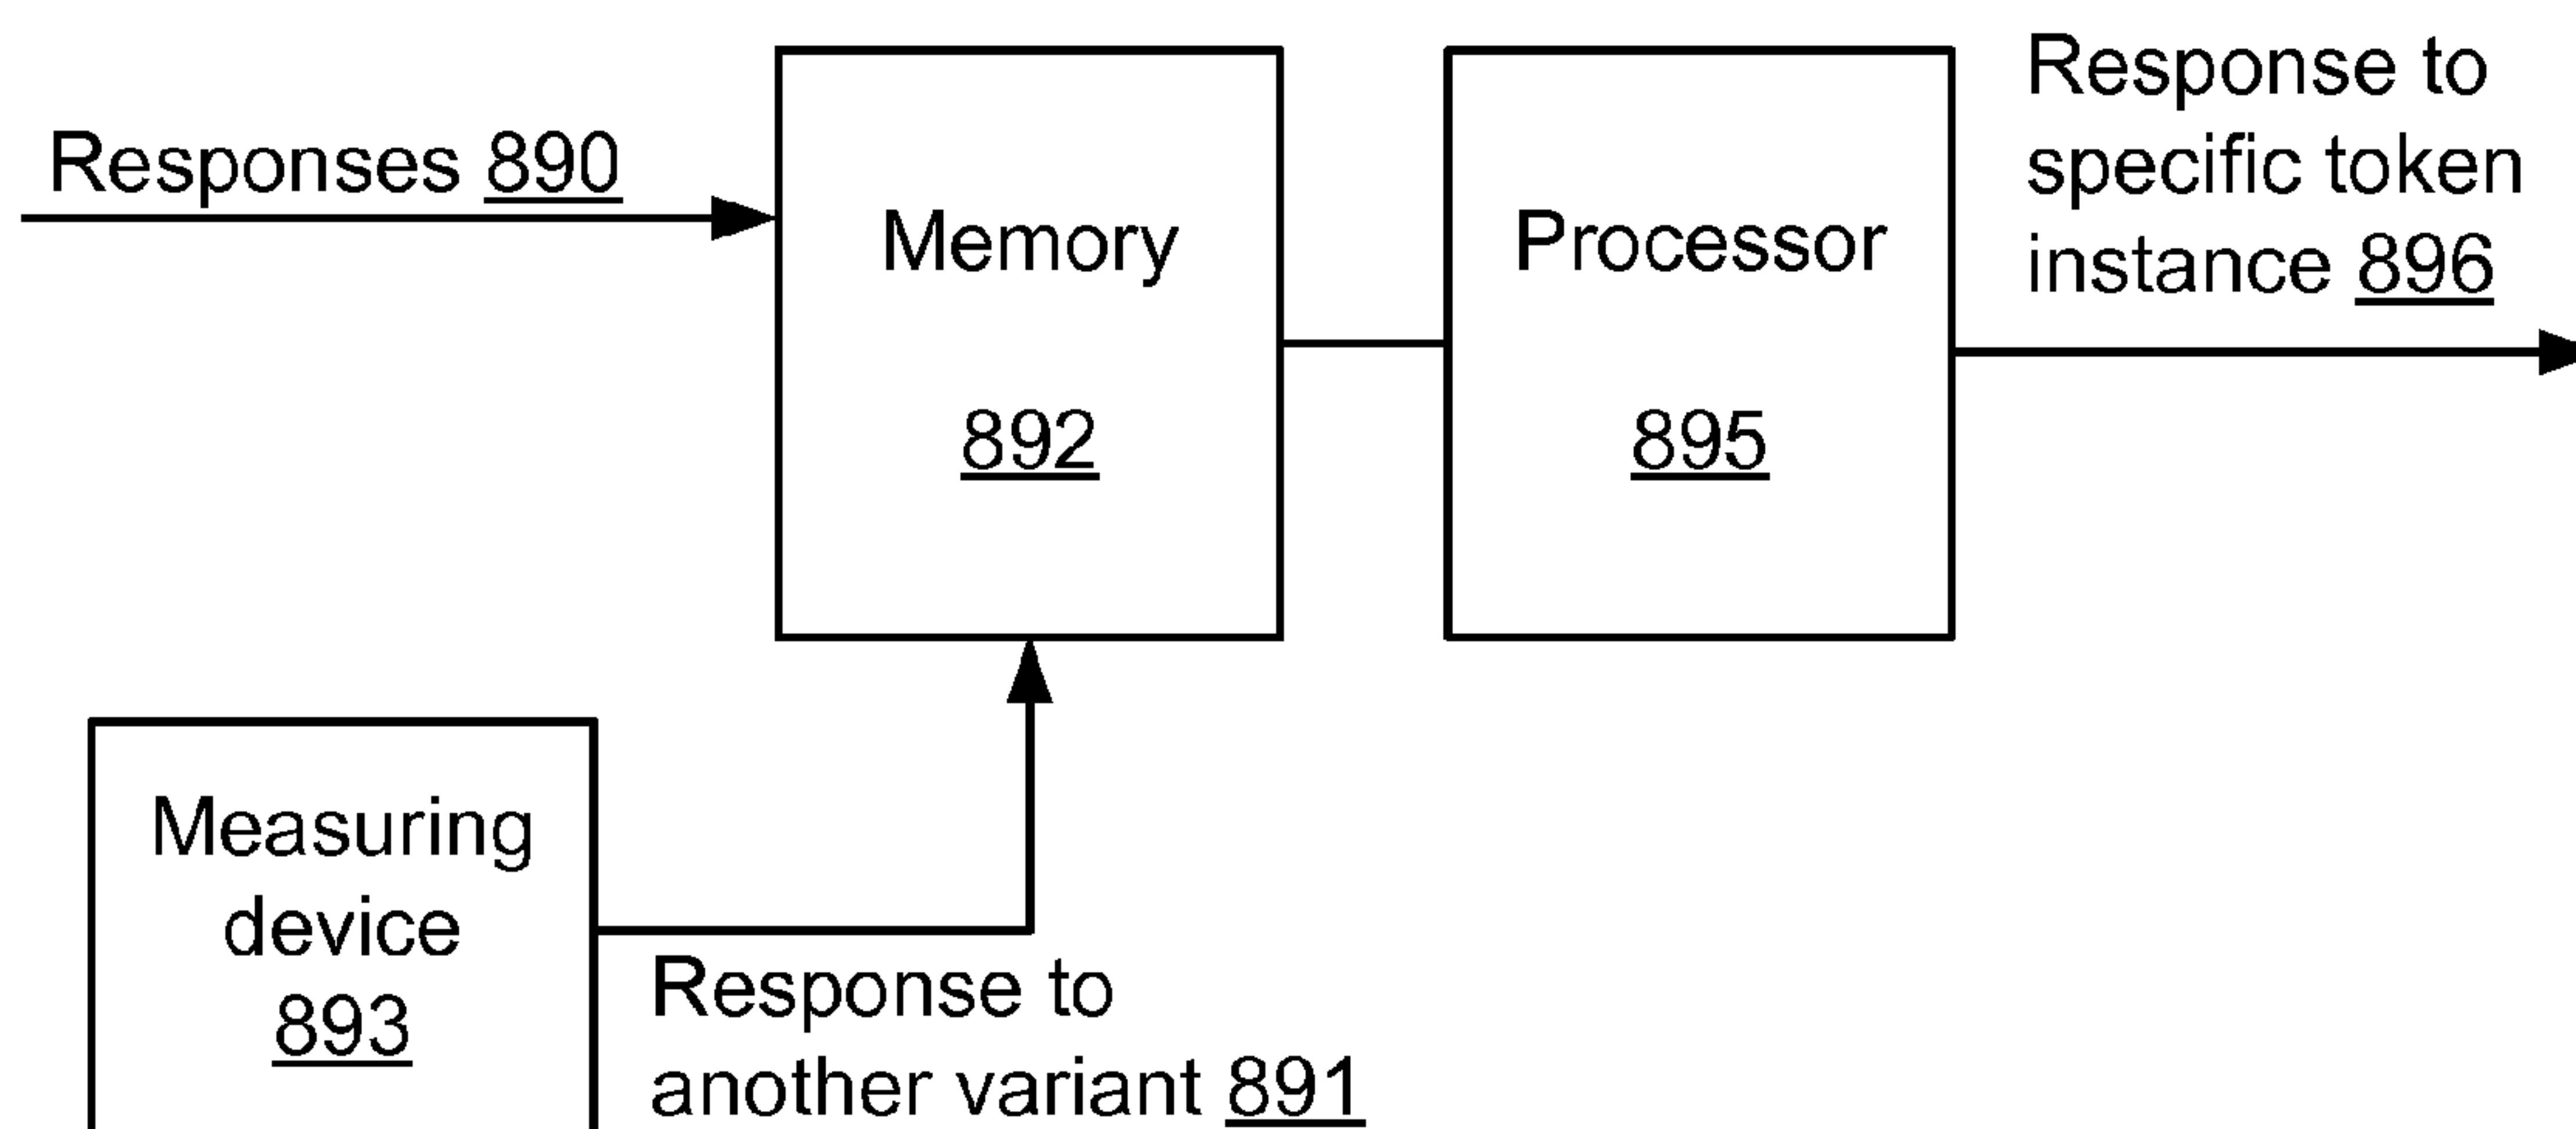 Responses 890
Memory
892
Processor
895
Response to
specific token
instance 896
Measuring
device
893
Response to
another variant 891